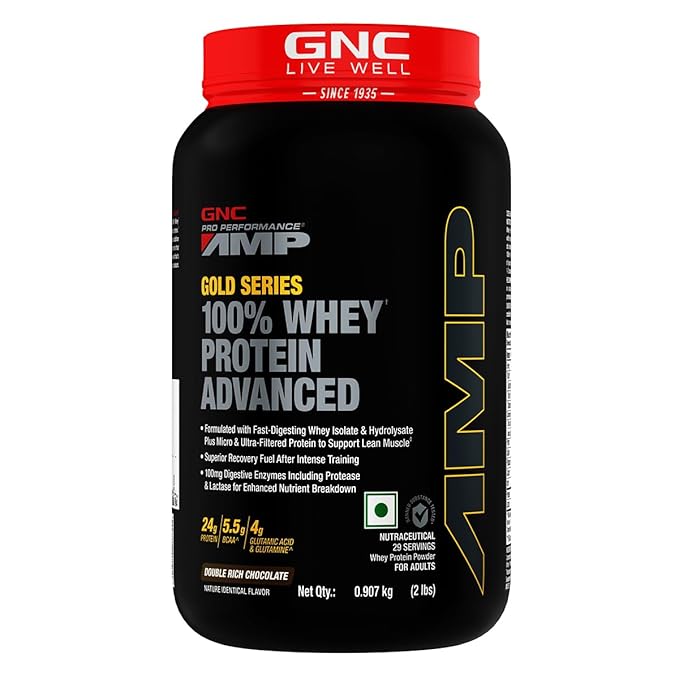 GNC
LIVE WELL
SINCE 1935
GNC
PRO PERFORMANCE®
AMP
GOLD SERIES
100% WHEY†
PROTEIN
ADVANCED
• Formulated with Fast-Digesting Whey Isolate & Hydrolysate
Plus Micro & Ultra-Filtered Protein to Support Lean Muscle‡
• Superior Recovery Fuel After Intense Training
• 100mg Digestive Enzymes Including Protease
& Lactase for Enhanced Nutrient Breakdown
24g PROTEIN
5.5g BCAA^
4g GLUTAMIC ACID & GLUTAMINE^
NUTRACEUTICAL
29 SERVINGS
Whey Protein Powder
FOR ADULTS
DOUBLE RICH CHOCOLATE
NATURE IDENTICAL FLAVOR
Net Qty.: 0.907 kg (2 lbs)
AMP